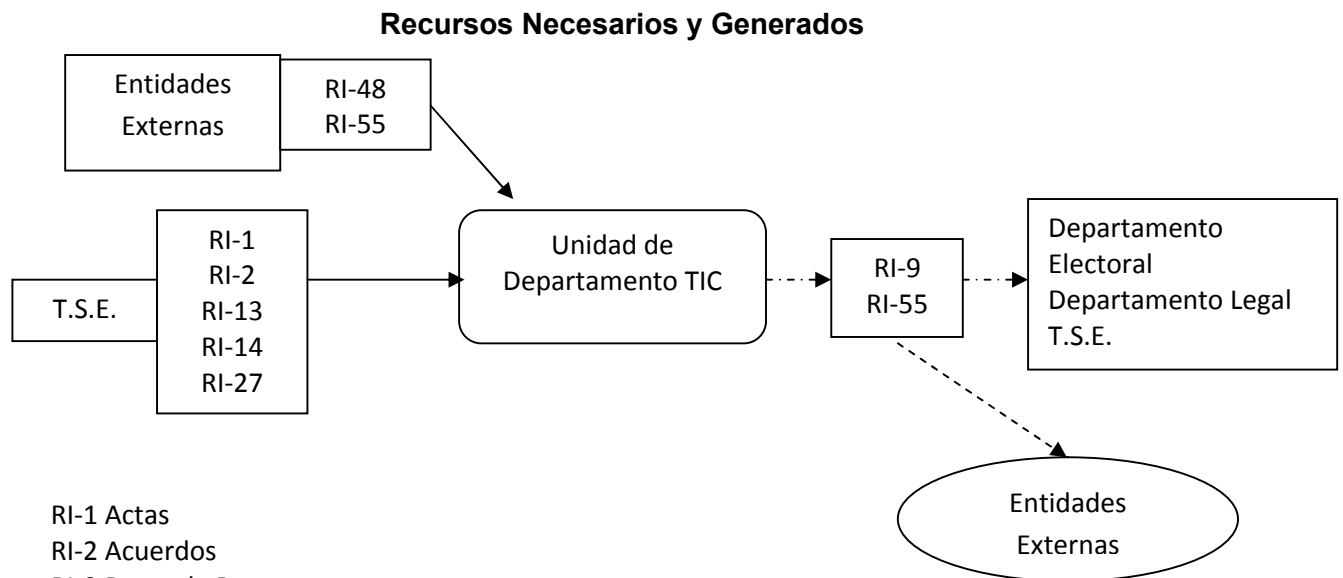 Recursos Necesarios y Generados
Entidades
Externas
RI-48
RI-55
T.S.E.
RI-1
RI-2
RI-13
RI-14
RI-27
Unidad de
Departamento TIC
RI-9
RI-55
Departamento
Electoral
Departamento Legal
T.S.E.
Entidades
Externas
RI-1 Actas
RI-2 Acuerdos